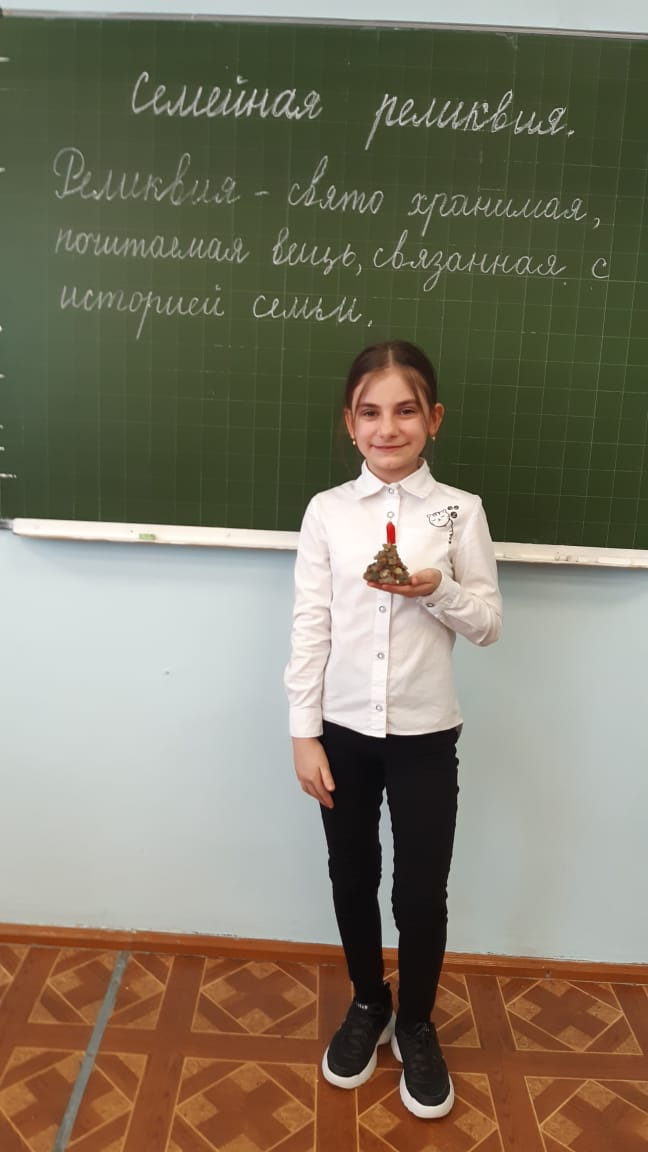 Семейная реликвия.
Реликвия - свято хранимая,
почитаемая вещь, связанная с
историей семьи.